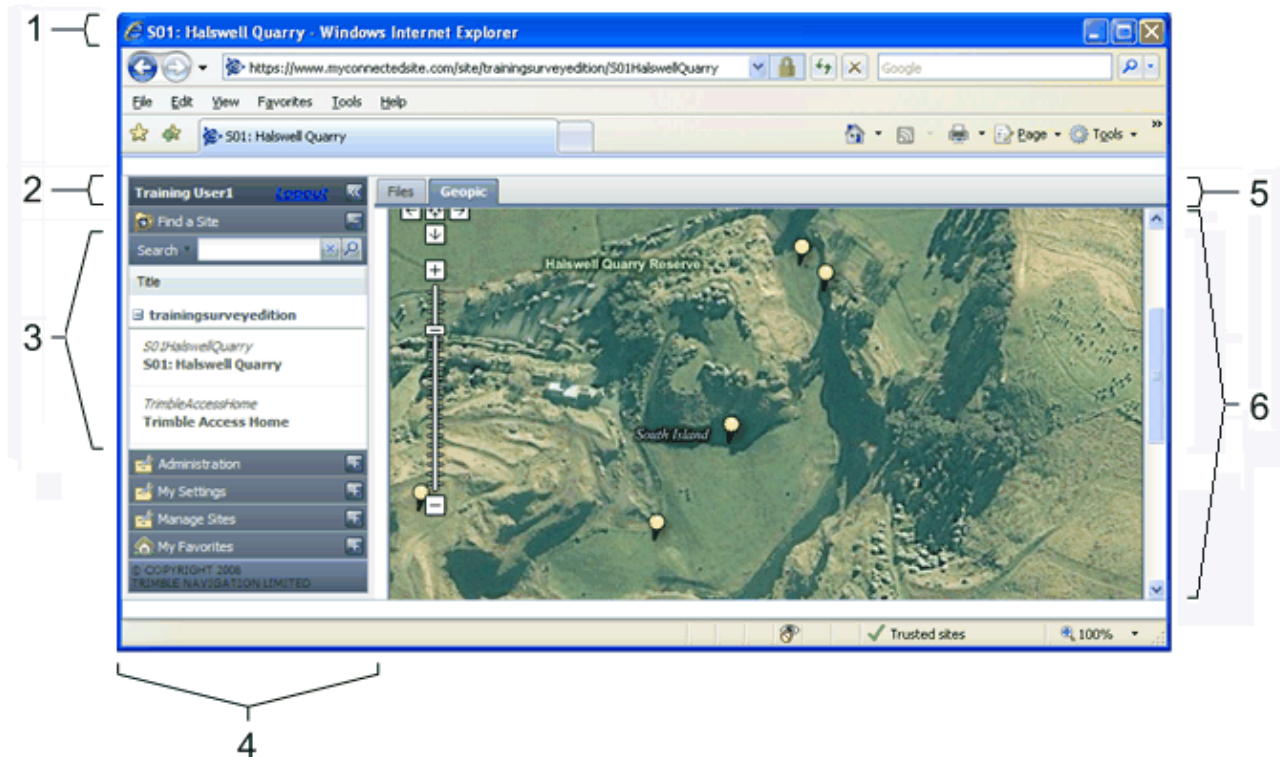 1
S01: Halswell Quarry - Windows Internet Explorer
https://www.myconnectedsite.com/site/trainingsurveyedition/S01HalswellQuarry
Google
File Edit View Favorites Tools Help
S01: Halswell Quarry
Page Tools »
2
Training User1 Logout
Files Geopic
5
Find a Site
Search
Title
trainingsurveyedition
3
S01HalswellQuarry
S01: Halswell Quarry
TrimbleAccessHome
Trimble Access Home
Halswell Quarry Reserve
South Island
6
Administration
My Settings
Manage Sites
My Favorites
© COPYRIGHT 2008
TRIMBLE NAVIGATION LIMITED
Trusted sites
100%
4